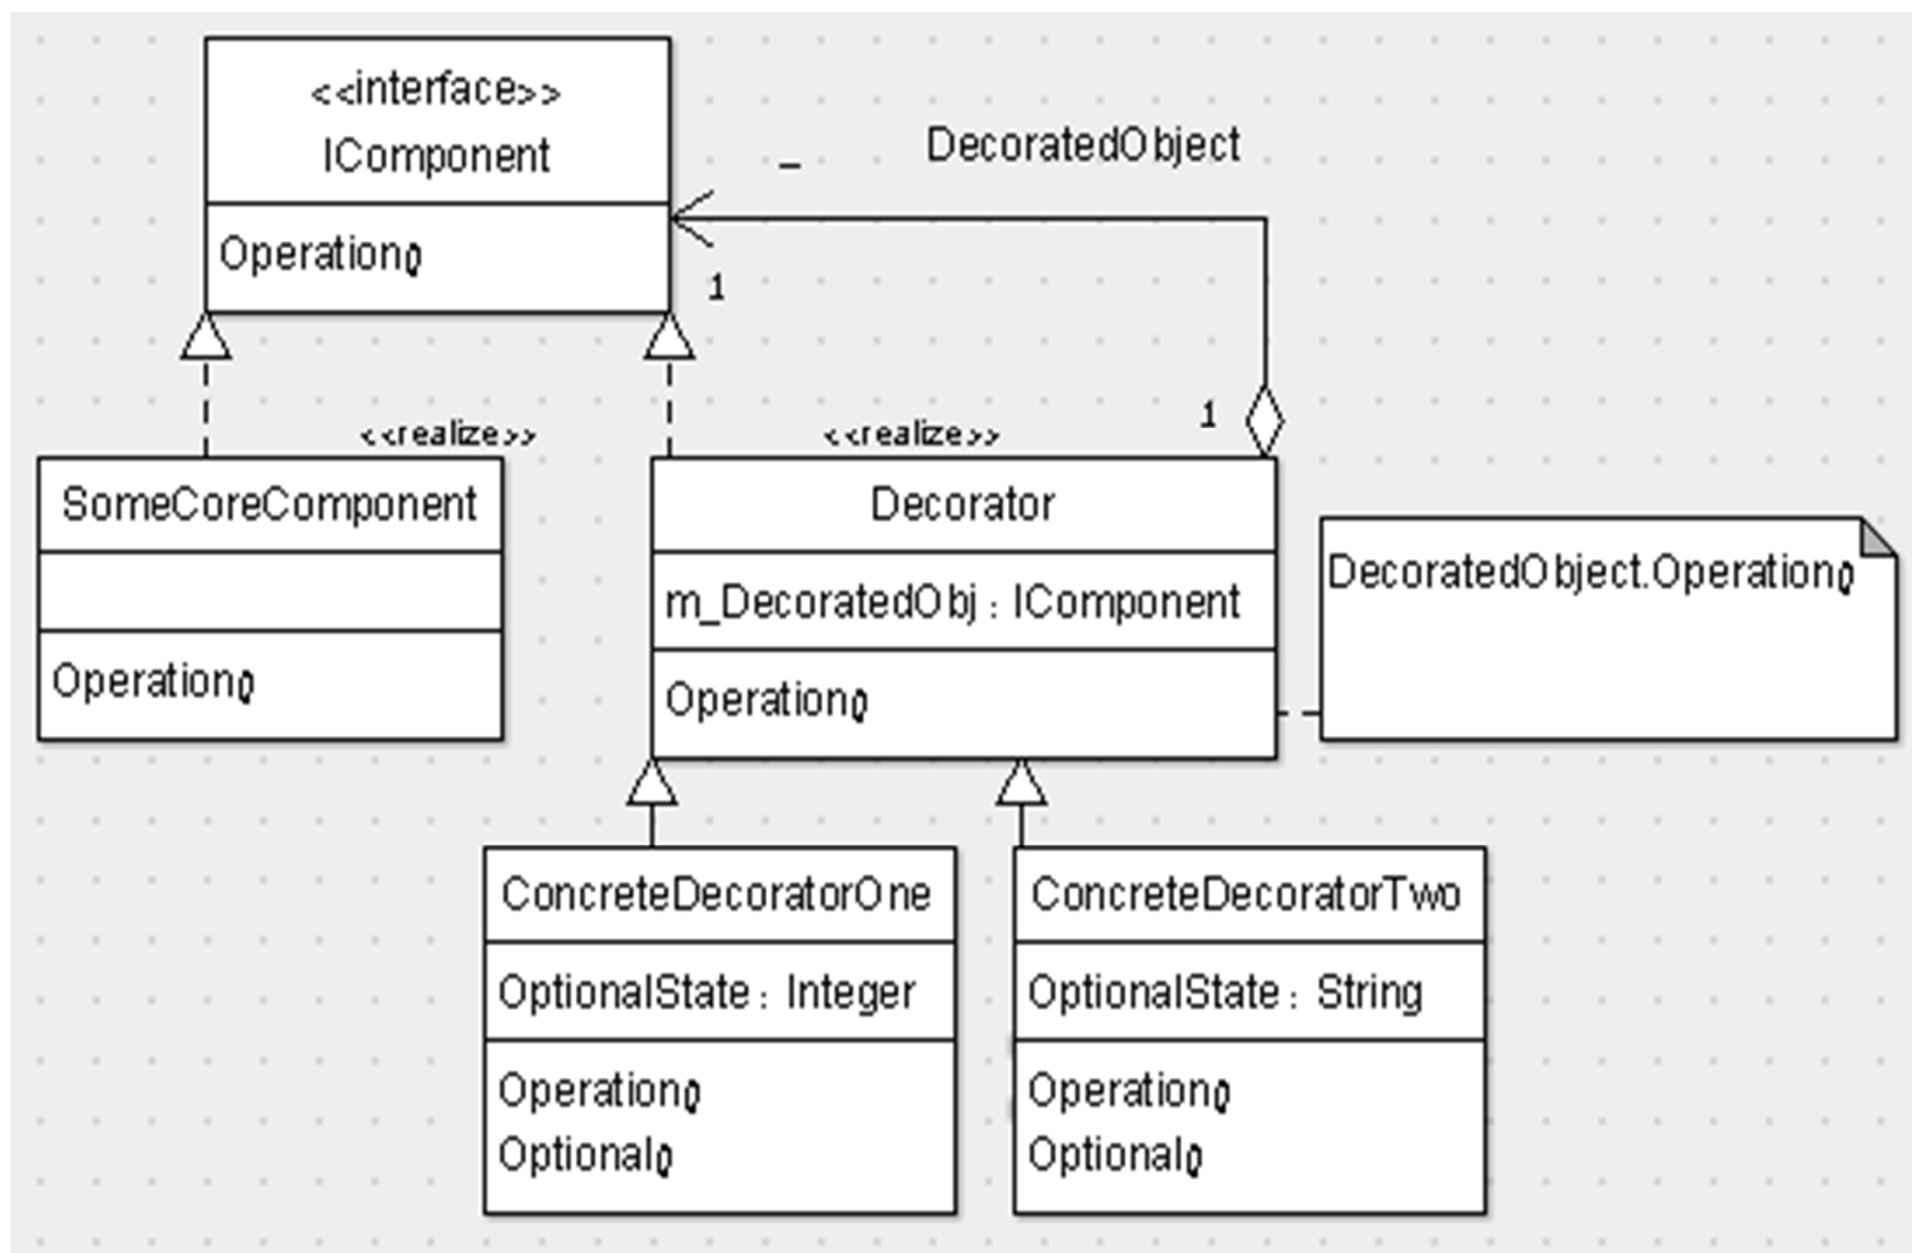 <<interface>>
IComponent
Operation()
_ DecoratedObject
1
1
<<realize>>
<<realize>>
SomeCoreComponent
Operation()
Decorator
m_DecoratedObj : IComponent
Operation()
DecoratedObject.Operation()
ConcreteDecoratorOne
OptionalState : Integer
Operation()
Optional()
ConcreteDecoratorTwo
OptionalState : String
Operation()
Optional()